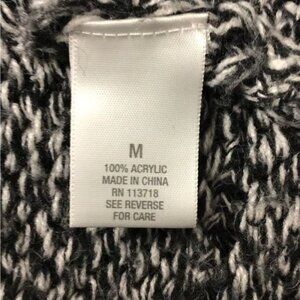 M
100% ACRYLIC
MADE IN CHINA
RN 113718
SEE REVERSE
FOR CARE